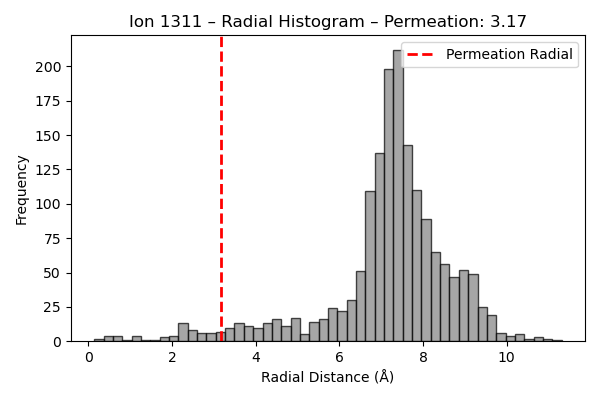 Ion 1311 – Radial Histogram – Permeation: 3.17
Permeation Radial
Frequency
200
175
150
125
100
75
50
25
0
0 2 4 6 8 10
Radial Distance (Å)